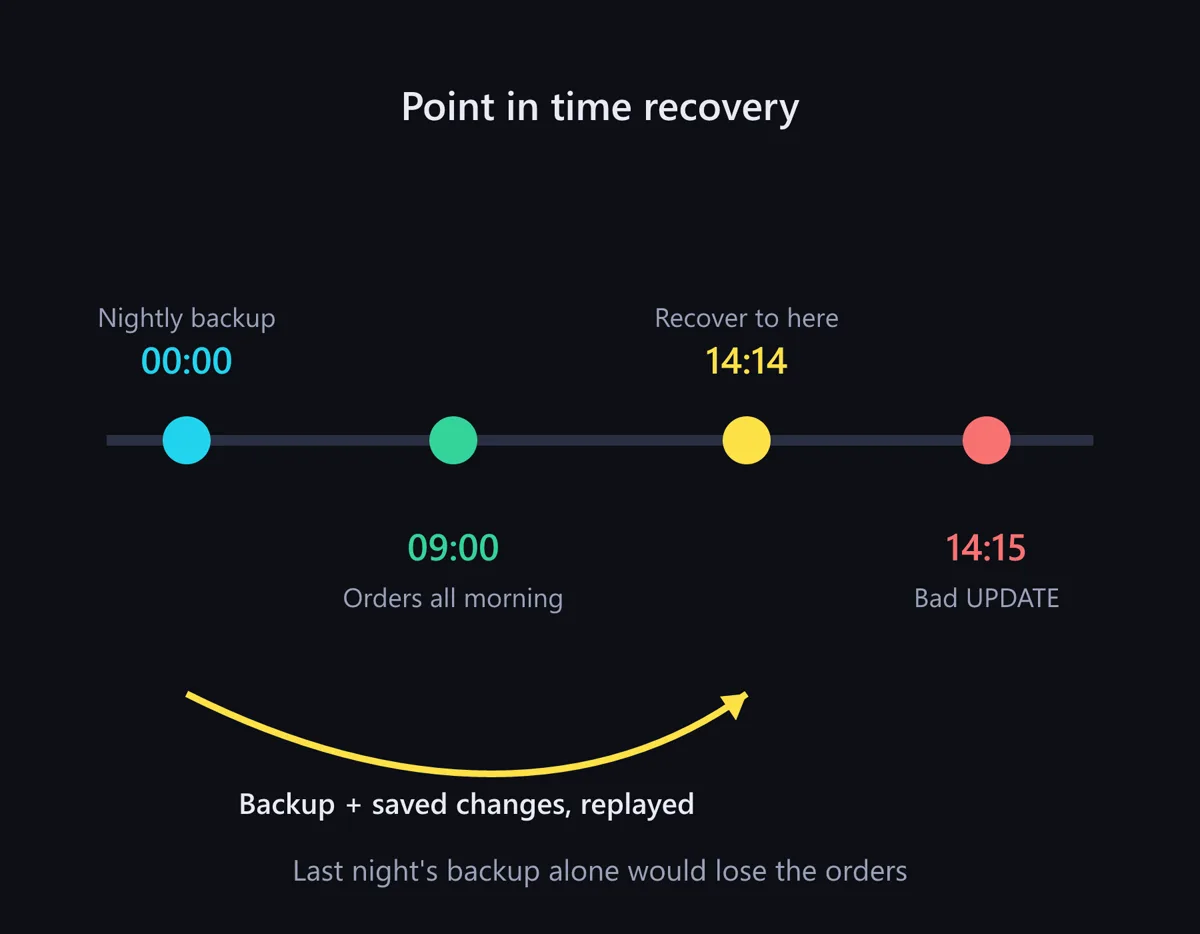 Point in time recovery
Nightly backup
00:00
Recover to here
14:14
09:00
Orders all morning
14:15
Bad UPDATE
Backup + saved changes, replayed
Last night's backup alone would lose the orders